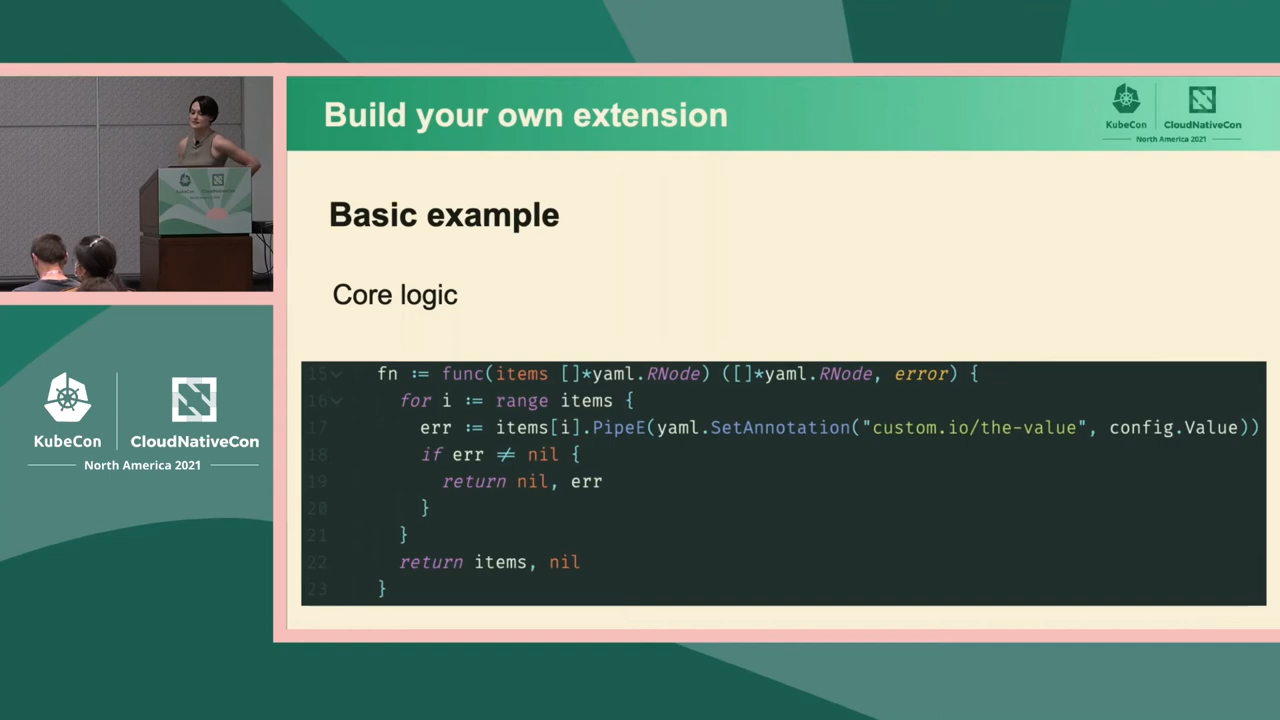 Build your own extension
KubeCon
CloudNativeCon
North America 2021
Basic example
Core logic
15 fn := func(items []*yaml.RNode) ([]*yaml.RNode, error) {
16 for i := range items {
17 err := items[i].PipeE(yaml.SetAnnotation("custom.io/the-value", config.Value))
18 if err ≠ nil {
19 return nil, err
20 }
21 }
22 return items, nil
23 }
KubeCon
CloudNativeCon
KubeCon
CloudNativeCon
North America 2021